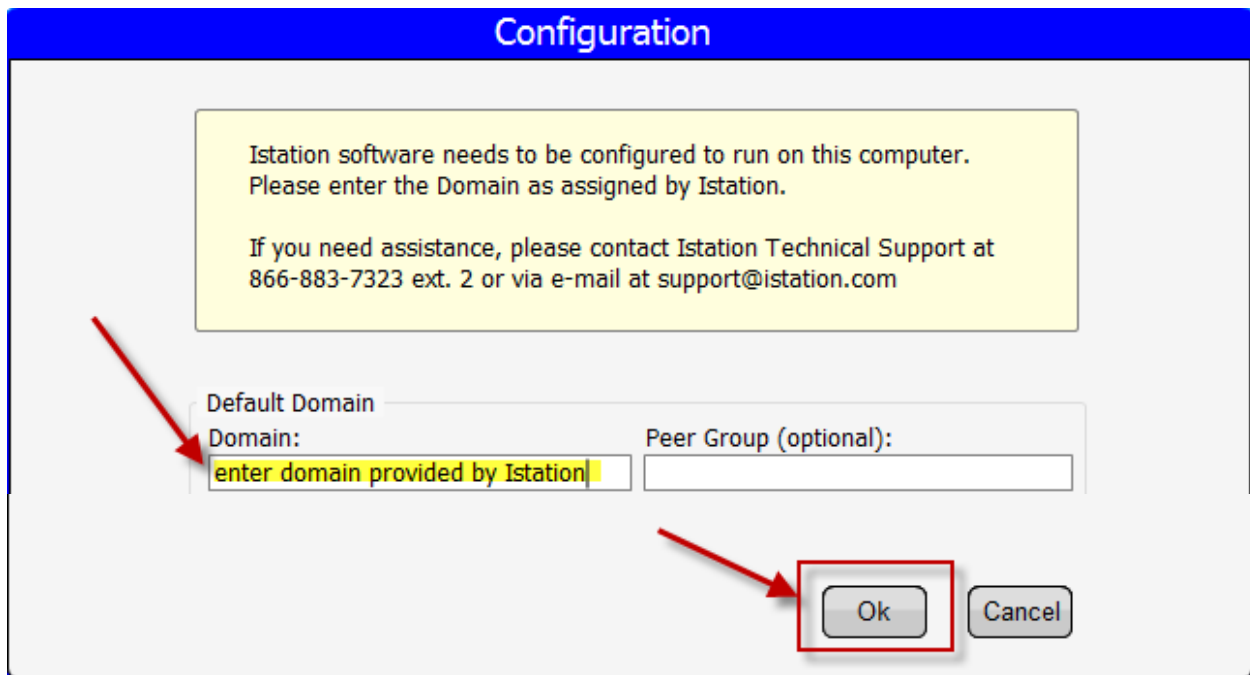 Configuration
Istation software needs to be configured to run on this computer.
Please enter the Domain as assigned by Istation.
If you need assistance, please contact Istation Technical Support at
866-883-7323 ext. 2 or via e-mail at support@istation.com
Default Domain
Domain:
Peer Group (optional):
enter domain provided by Istation
Ok
Cancel